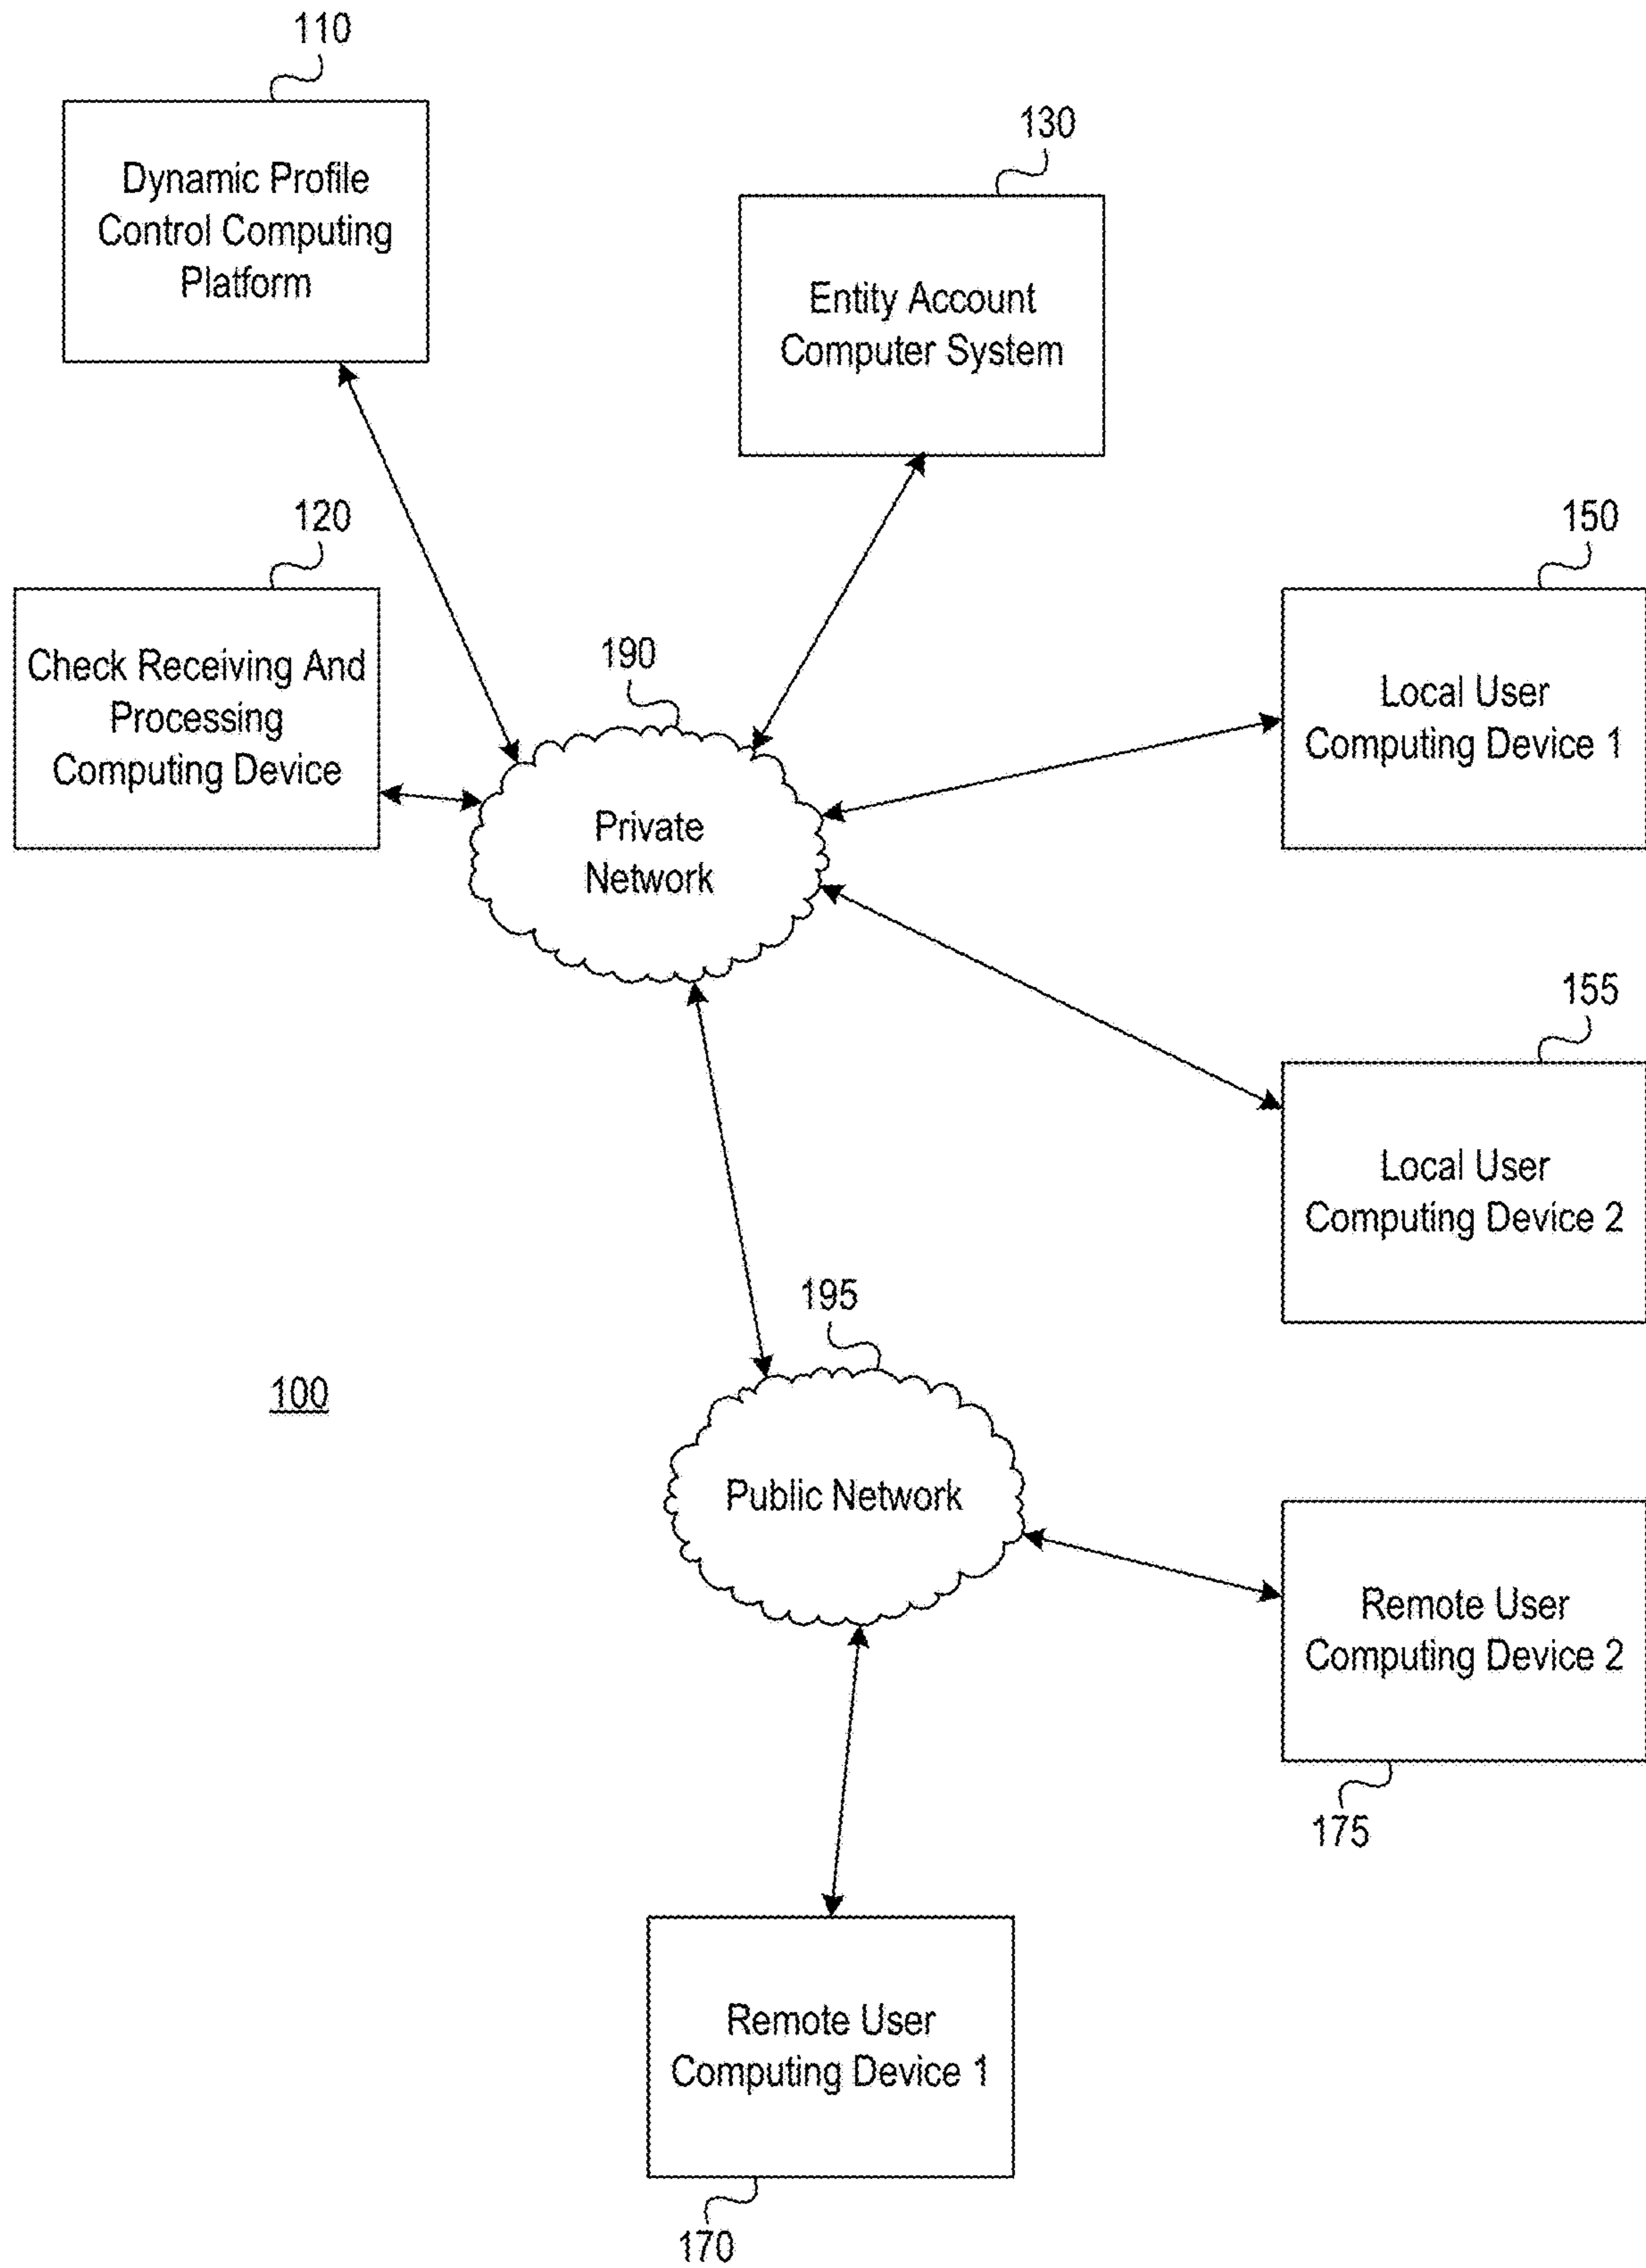 110
Dynamic Profile
Control Computing
Platform
130
Entity Account
Computer System
120
Check Receiving And
Processing
Computing Device
190
Private
Network
150
Local User
Computing Device 1
155
Local User
Computing Device 2
195
Public Network
100
Remote User
Computing Device 2
175
Remote User
Computing Device 1
170